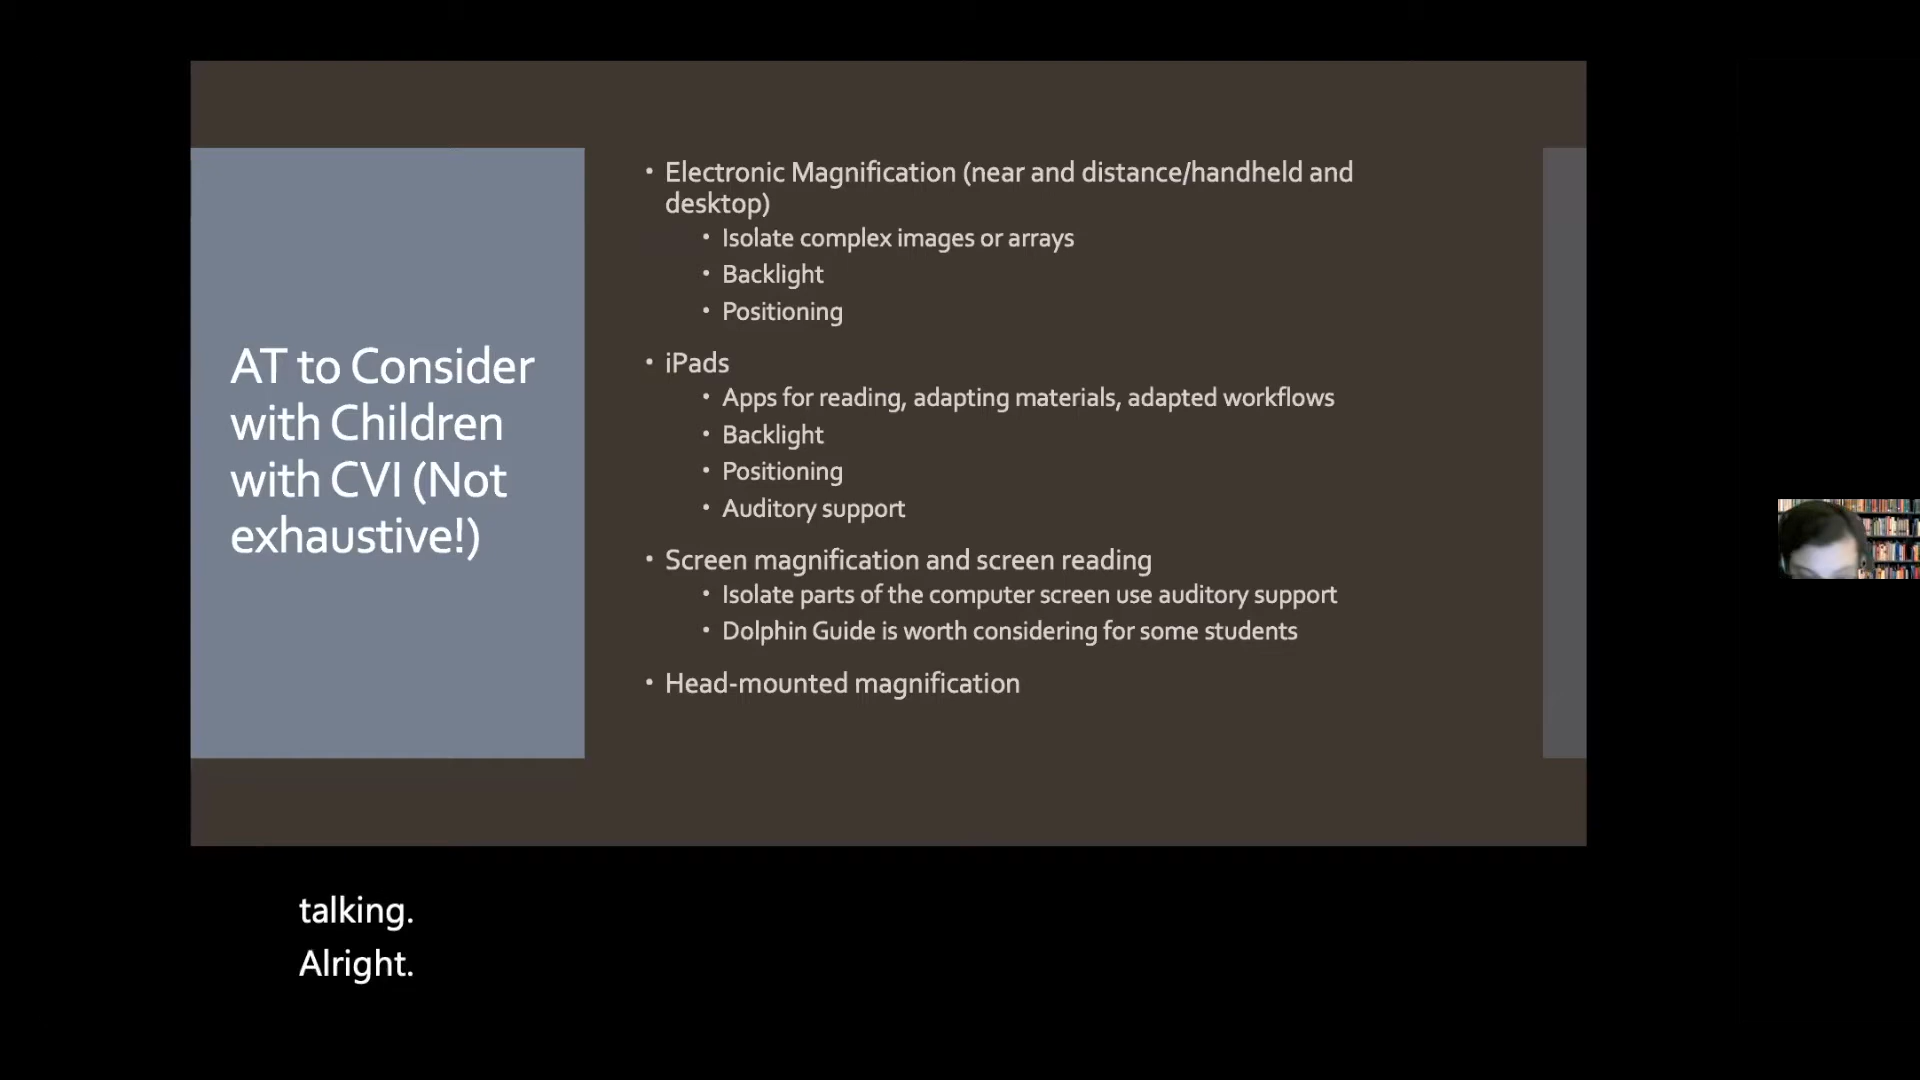 AT to Consider
with Children
with CVI (Not
exhaustive!)
• Electronic Magnification (near and distance/handheld and
desktop)
• Isolate complex images or arrays
• Backlight
• Positioning
• iPads
• Apps for reading, adapting materials, adapted workflows
• Backlight
• Positioning
• Auditory support
• Screen magnification and screen reading
• Isolate parts of the computer screen use auditory support
• Dolphin Guide is worth considering for some students
• Head-mounted magnification
talking.
Alright.